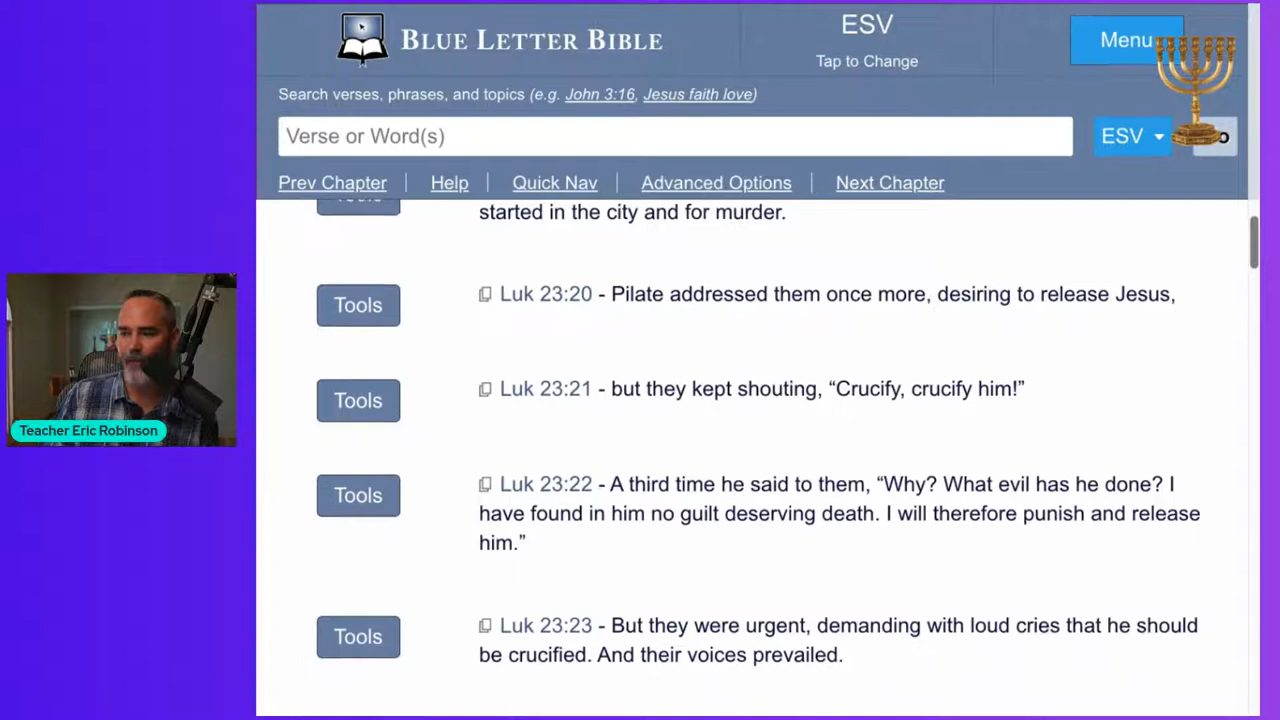 BLUE LETTER BIBLE
ESV
Tap to Change
Menu
Search verses, phrases, and topics (e.g. John 3:16, Jesus faith love)
Verse or Word(s)
ESV
Prev Chapter
Help
Quick Nav
Advanced Options
Next Chapter
started in the city and for murder.
Tools
Luk 23:20 - Pilate addressed them once more, desiring to release Jesus,
Tools
Luk 23:21 - but they kept shouting, “Crucify, crucify him!”
Tools
Luk 23:22 - A third time he said to them, “Why? What evil has he done? I
have found in him no guilt deserving death. I will therefore punish and release
him.”
Tools
Luk 23:23 - But they were urgent, demanding with loud cries that he should
be crucified. And their voices prevailed.
Teacher Eric Robinson